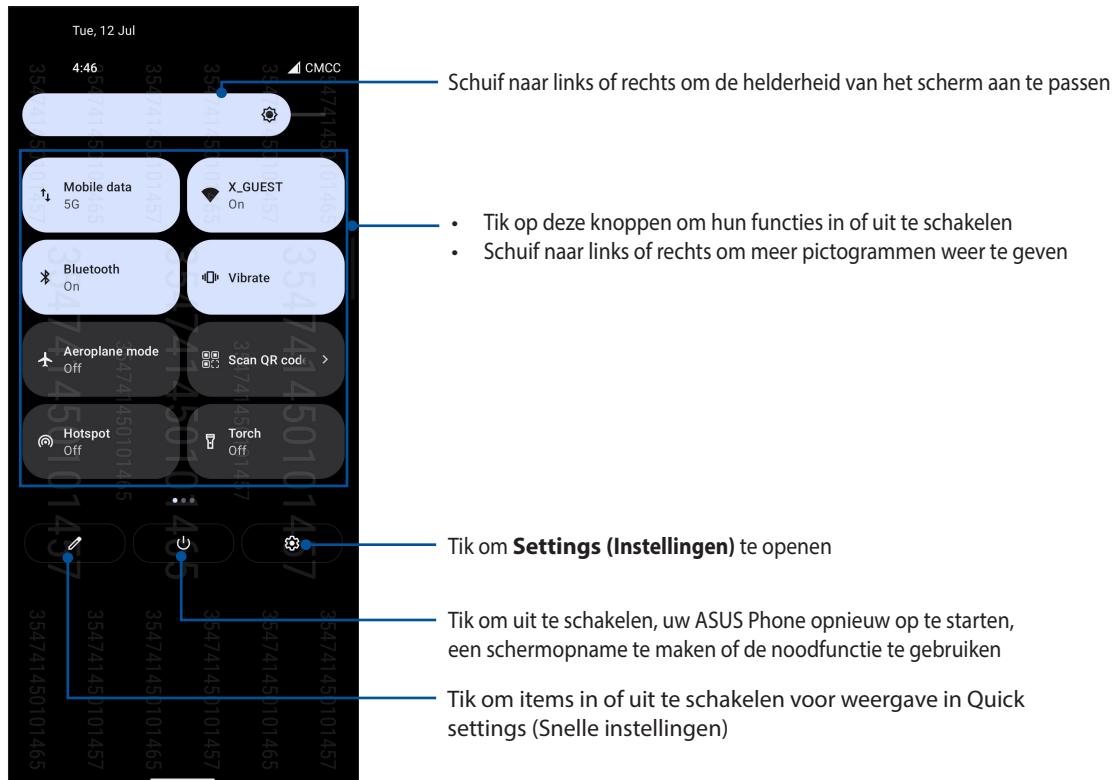 Tue, 12 Jul
4:46
CMCC
Schuif naar links of rechts om de helderheid van het scherm aan te passen
Mobile data
5G
X_GUEST
On
• Tik op deze knoppen om hun functies in of uit te schakelen
• Schuif naar links of rechts om meer pictogrammen weer te geven
Bluetooth
On
Vibrate
Aeroplane mode
Off
Scan QR cod
Hotspot
Off
Torch
Off
Tik om Settings (Instellingen) te openen
Tik om uit te schakelen, uw ASUS Phone opnieuw op te starten,
een schermopname te maken of de noodfunctie te gebruiken
Tik om items in of uit te schakelen voor weergave in Quick
settings (Snelle instellingen)
354741450101465
354741450101457